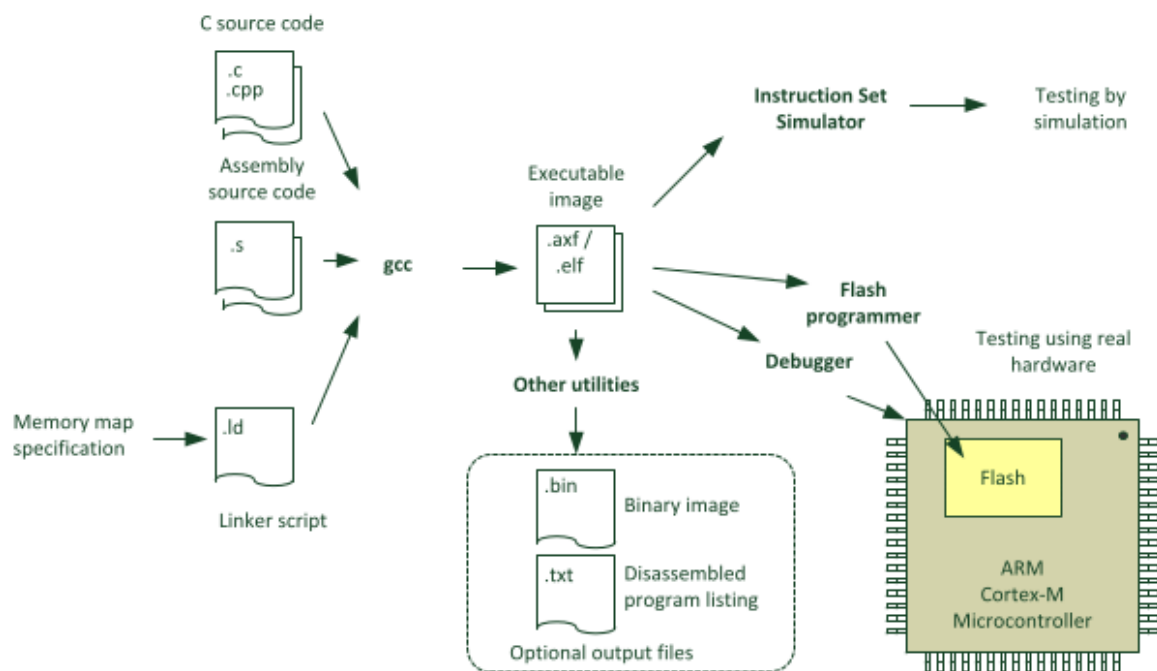 C source code
.c
.cpp
Assembly
source code
.s
Memory map
specification
.ld
Linker script
gcc
Executable
image
.axf /
.elf
Other utilities
.bin
Binary image
.txt
Disassembled
program listing
Optional output files
Instruction Set
Simulator
Testing by
simulation
Flash
programmer
Debugger
Testing using real
hardware
Flash
ARM
Cortex-M
Microcontroller